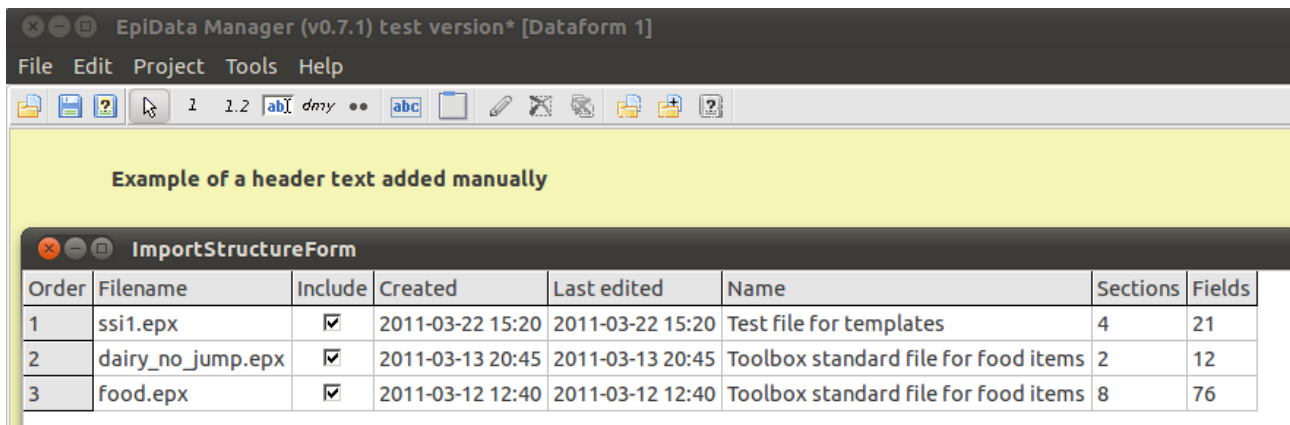 EpiData Manager (v0.7.1) test version* [Dataform 1]
File Edit Project Tools Help
1 1.2 ab dmy abc
Example of a header text added manually
ImportStructureForm
Order Filename Include Created Last edited Name Sections Fields
1 ssi1.epx 2011-03-22 15:20 2011-03-22 15:20 Test file for templates 4 21
2 dairy_no_jump.epx 2011-03-13 20:45 2011-03-13 20:45 Toolbox standard file for food items 2 12
3 food.epx 2011-03-12 12:40 2011-03-12 12:40 Toolbox standard file for food items 8 76